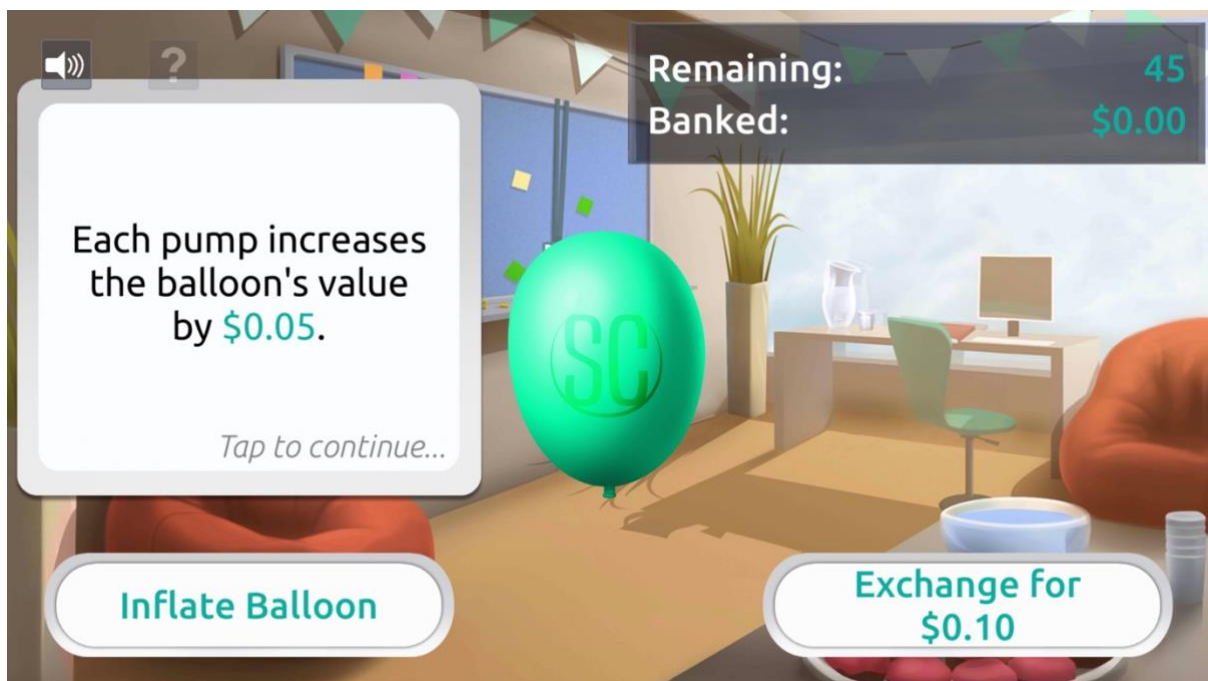 ?
Remaining: 45
Banked: $0.00
Each pump increases
the balloon's value
by $0.05.
Tap to continue...
SC
Inflate Balloon
Exchange for
$0.10